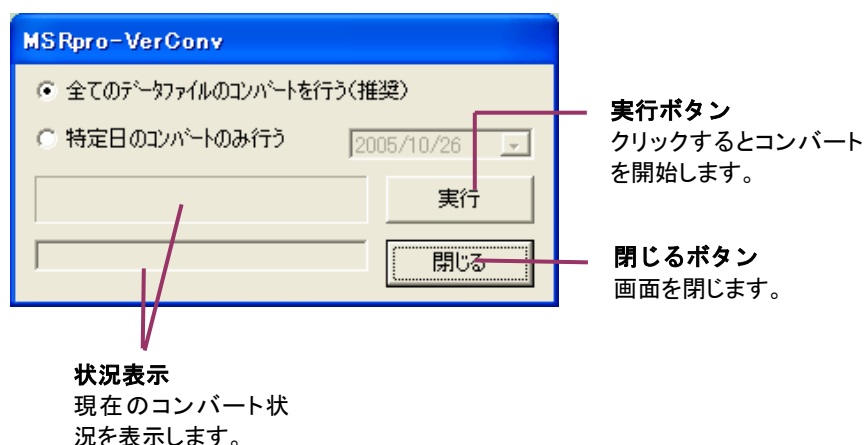 MSRpro-VerConv
全てのﾃﾞｰﾀﾌｧｲﾙのｺﾝﾊﾞｰﾄを行う(推奨)
特定日のｺﾝﾊﾞｰﾄのみ行う
2005/10/26
実行
閉じる
実行ボタン
クリックするとコンバート
を開始します。
閉じるボタン
画面を閉じます。
状況表示
現在のコンバート状
況を表示します。